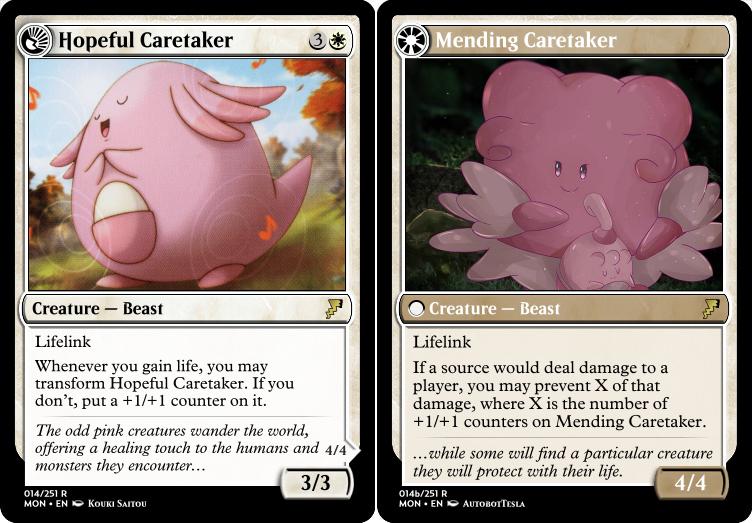 Hopeful Caretaker 3
Lifelink
Creature — Beast
Whenever you gain life, you may
transform Hopeful Caretaker. If you
don't, put a +1/+1 counter on it.
The odd pink creatures wander the world,
offering a healing touch to the humans and 4/4
monsters they encounter...
3/3
014/251 R
MON • EN Kouki Saitou
Mending Caretaker
Creature — Beast
Lifelink
If a source would deal damage to a
player, you may prevent X of that
damage, where X is the number of
+1/+1 counters on Mending Caretaker.
...while some will find a particular creature
they will protect with their life.
4/4
014b/251 R
MON • EN AutobotTesla